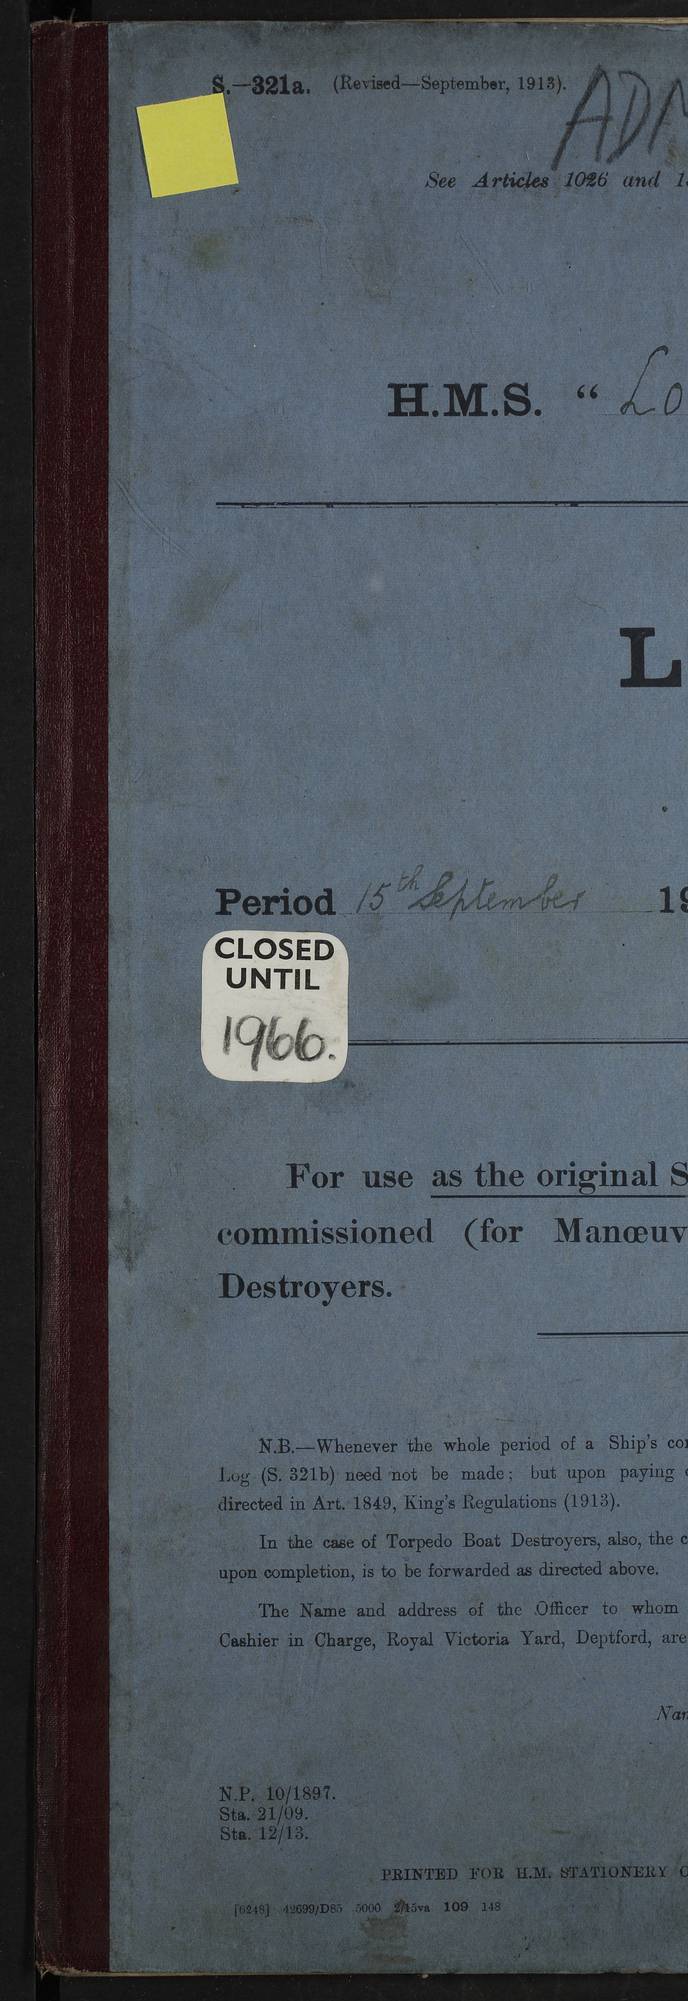 S.—321a. (Revised—September, 1913).
ADM
See Articles 1026 and 1
H.M.S. “ Lo
L
Period 15th September 19
CLOSED
UNTIL
1966.
For use as the original S
commissioned (for Manœuv
Destroyers.
N.B.—Whenever the whole period of a Ship's co
Log (S. 321b) need not be made; but upon paying
directed in Art. 1849, King's Regulations (1913).
In the case of Torpedo Boat Destroyers, also, the c
upon completion, is to be forwarded as directed above.
The Name and address of the Officer to whom
Cashier in Charge, Royal Victoria Yard, Deptford, are
Nam
N.P. 10/1897.
Sta. 21/09.
Sta. 12/13.
PRINTED FOR H.M. STATIONERY O
[6248] 42699/D85 5000 2/15va 109 148